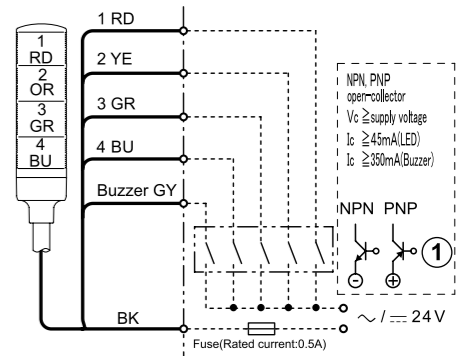 1 RD
1
RD
2
OR
3
GR
4
BU
2 YE
3 GR
4 BU
Buzzer GY
BK
Fuse(Rated current:0.5A)
∼ / ⎓ 24V
NPN, PNP
open-collector
Vc ≧supply voltage
Ic ≧45mA(LED)
Ic ≧350mA(Buzzer)
NPN PNP
1